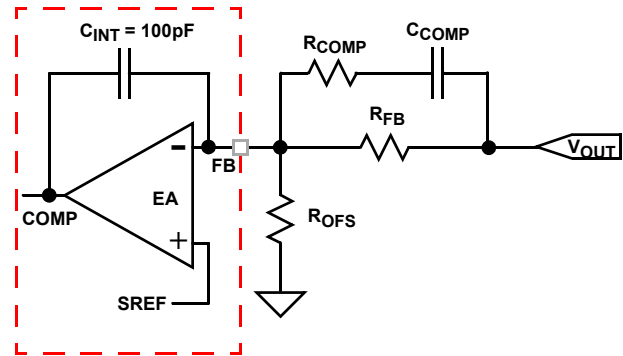 CINT = 100pF
RCOMP
CCOMP
RFB
VOUT
-
FB
EA
COMP
ROFS
+
SREF